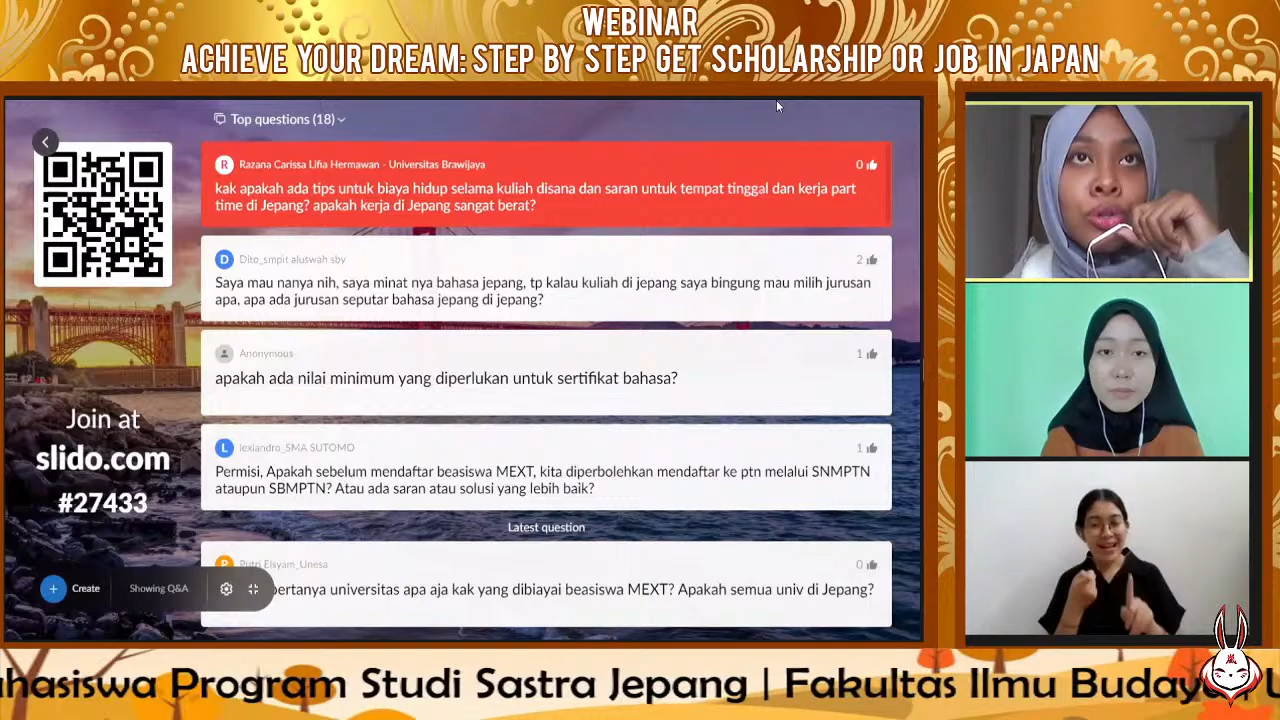 WEBINAR
ACHIEVE YOUR DREAM: STEP BY STEP GET SCHOLARSHIP OR JOB IN JAPAN
Top questions (18)
R Razana Carissa Lifia Hermawan - Universitas Brawijaya 0
kak apakah ada tips untuk biaya hidup selama kuliah disana dan saran untuk tempat tinggal dan kerja part
time di Jepang? apakah kerja di Jepang sangat berat?
D Dito_smpit aluswah sby 2
Saya mau nanya nih, saya minat nya bahasa jepang, tp kalau kuliah di jepang saya bingung mau milih jurusan
apa, apa ada jurusan seputar bahasa jepang di jepang?
Anonymous 1
apakah ada nilai minimum yang diperlukan untuk sertifikat bahasa?
L lexiandro_SMA SUTOMO 1
Permisi, Apakah sebelum mendaftar beasiswa MEXT, kita diperbolehkan mendaftar ke ptn melalui SNMPTN
ataupun SBMPTN? Atau ada saran atau solusi yang lebih baik?
Latest question
Putri Elsyam_Unesa 0
bertanya universitas apa aja kak yang dibiayai beasiswa MEXT? Apakah semua univ di Jepang?
Join at
slido.com
#27433
+ Create Showing Q&A
ahasiswa Program Studi Sastra Jepang | Fakultas Ilmu Budaya